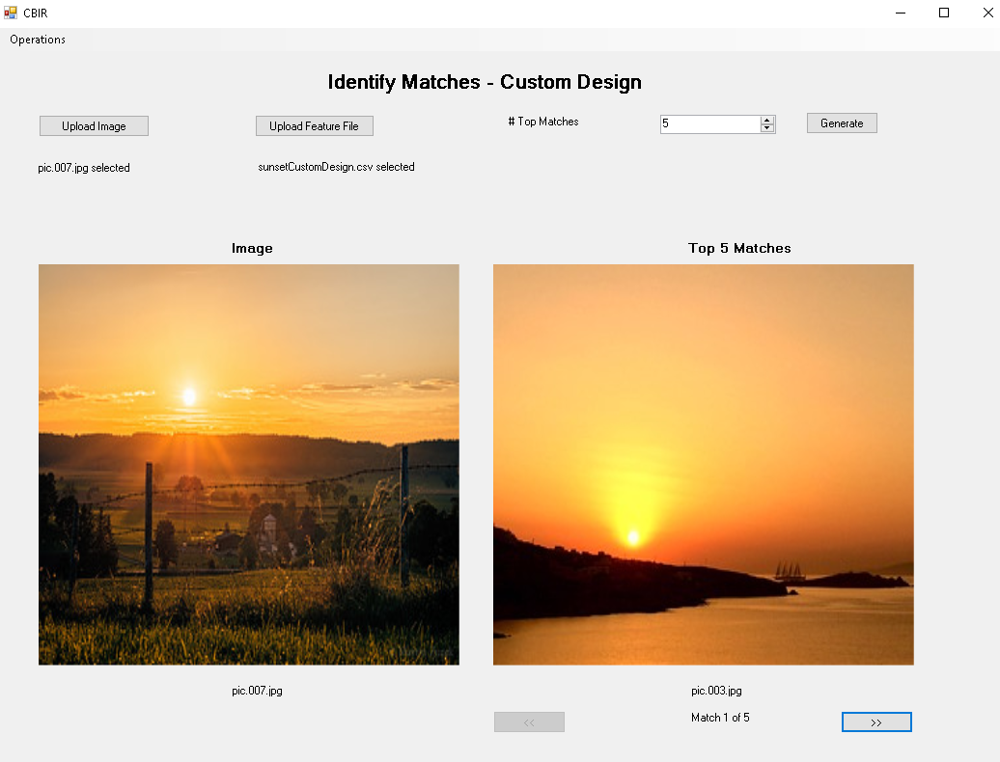 CBIR
Operations
Identify Matches - Custom Design
Upload Image
Upload Feature File
# Top Matches
5
Generate
pic.007.jpg selected
sunsetCustomDesign.csv selected
Image
Top 5 Matches
pic.007.jpg
pic.003.jpg
<<
Match 1 of 5
>>